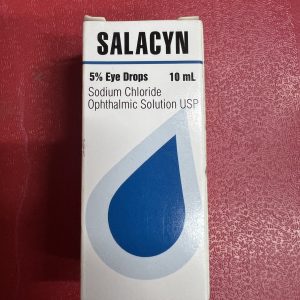 SALACYN
5% Eye Drops 10 mL
Sodium Chloride
Ophthalmic Solution USP